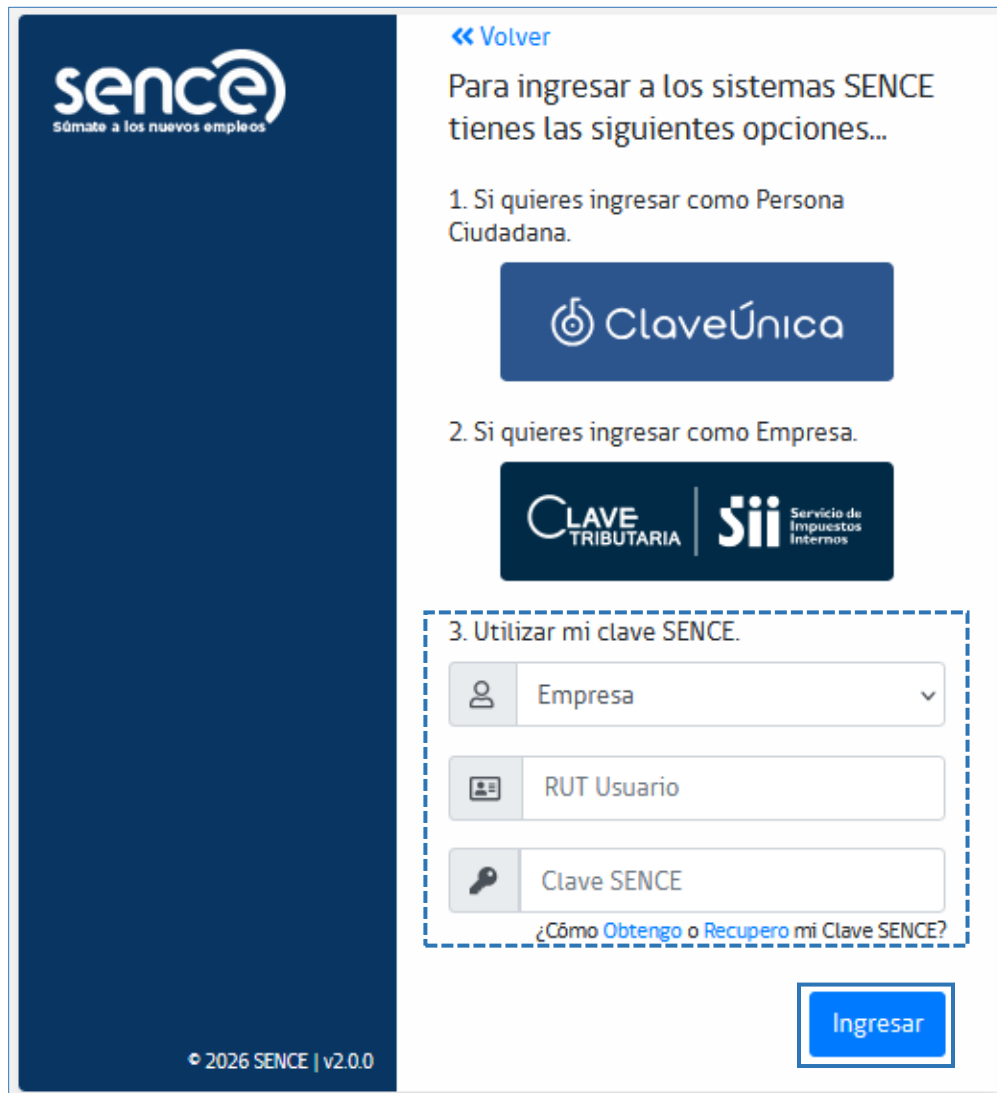 sence
Súmate a los nuevos empleos
Volver
Para ingresar a los sistemas SENCE
tienes las siguientes opciones...
1. Si quieres ingresar como Persona
Ciudadana.
ClaveÚnica
2. Si quieres ingresar como Empresa.
CLAVE
TRIBUTARIA
Sii
Servicio de
Impuestos
Internos
3. Utilizar mi clave SENCE.
Empresa
RUT Usuario
Clave SENCE
¿Cómo Obtengo o Recupero mi Clave SENCE?
Ingresar
© 2026 SENCE | v2.0.0